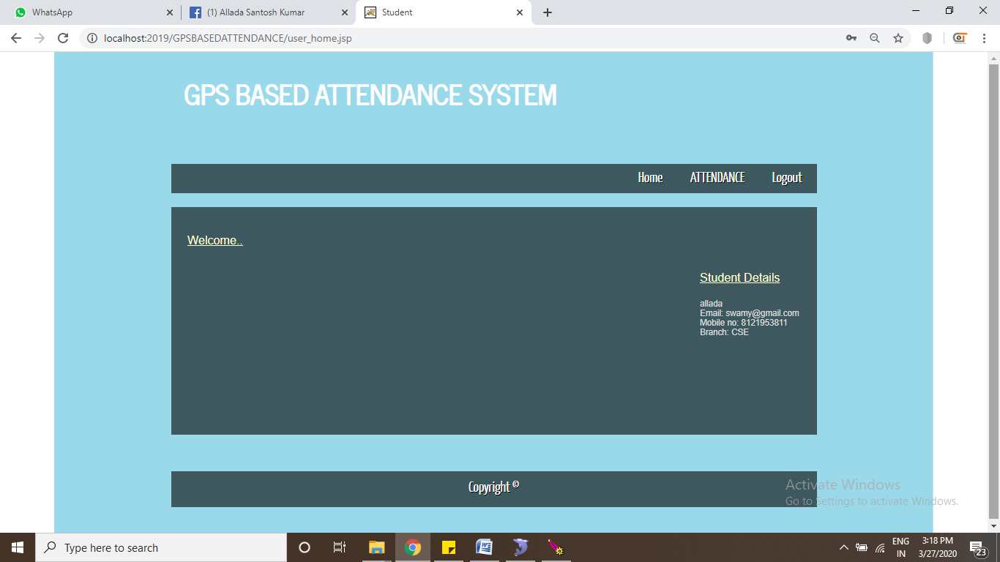 WhatsApp
(1) Allada Santosh Kumar
Student
localhost:2019/GPSBASEDATTENDANCE/user_home.jsp
GPS BASED ATTENDANCE SYSTEM
Home ATTENDANCE Logout
Welcome..
Student Details
allada
Email: swamy@gmail.com
Mobile no: 8121953811
Branch: CSE
Copyright ©
Activate Windows
Go to Settings to activate Windows.
Type here to search
ENG
IN
3:18 PM
3/27/2020
23